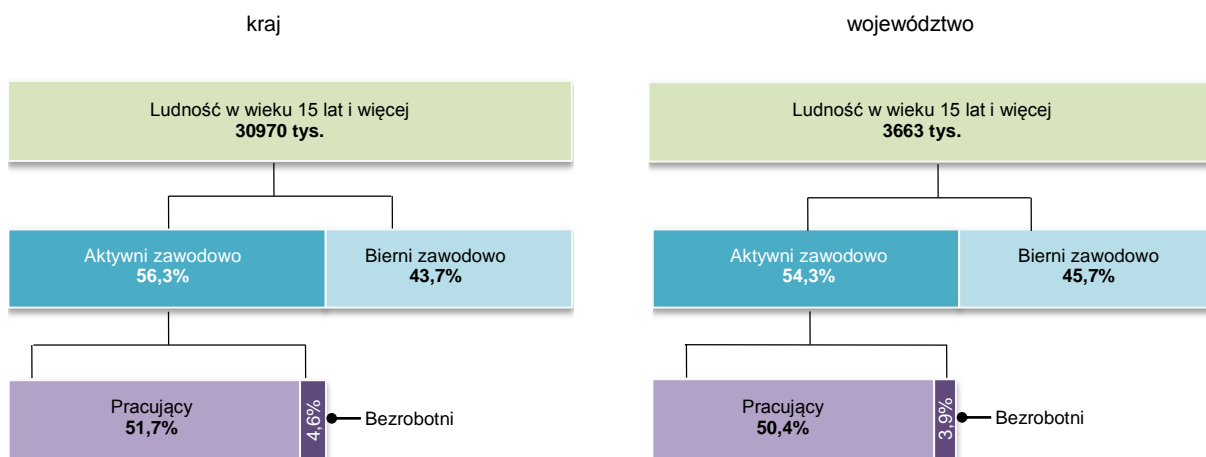 kraj
Ludność w wieku 15 lat i więcej
30970 tys.
Aktywni zawodowo
56,3%
Bierni zawodowo
43,7%
Pracujący
51,7%
4,6%
Bezrobotni
województwo
Ludność w wieku 15 lat i więcej
3663 tys.
Aktywni zawodowo
54,3%
Bierni zawodowo
45,7%
Pracujący
50,4%
3,9%
Bezrobotni